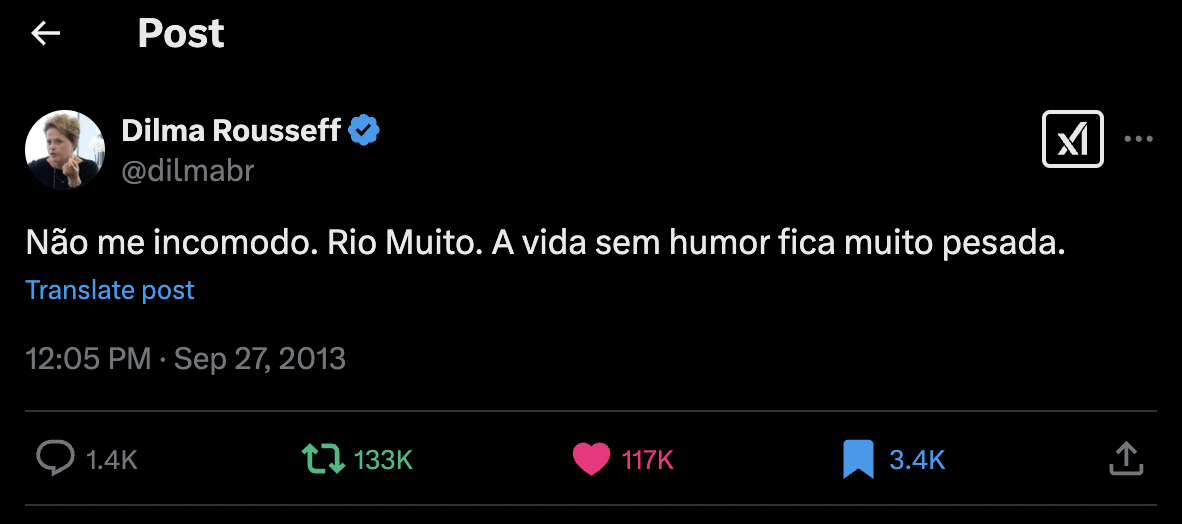 Post
Dilma Rousseff
@dilmabr
Não me incomodo. Rio Muito. A vida sem humor fica muito pesada.
Translate post
12:05 PM · Sep 27, 2013
1.4K 133K 117K 3.4K